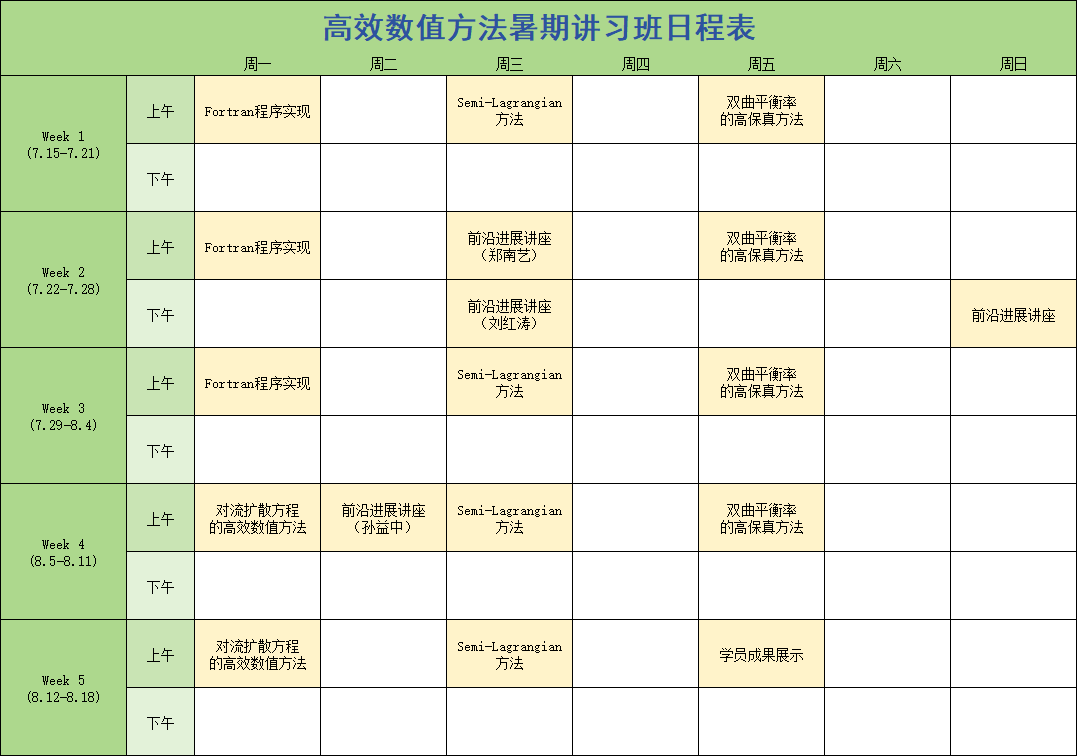 高效数值方法暑期讲习班日程表
周一 周二 周三 周四 周五 周六 周日
Week 1
(7.15-7.21)
上午
Fortran程序实现
Semi-Lagrangian
方法
双曲平衡率
的高保真方法
下午
Week 2
(7.22-7.28)
上午
Fortran程序实现
前沿进展讲座
（郑南艺）
双曲平衡率
的高保真方法
下午
前沿进展讲座
（刘红涛）
前沿进展讲座
Week 3
(7.29-8.4)
上午
Fortran程序实现
Semi-Lagrangian
方法
双曲平衡率
的高保真方法
下午
Week 4
(8.5-8.11)
上午
对流扩散方程
的高效数值方法
前沿进展讲座
（孙益中）
Semi-Lagrangian
方法
双曲平衡率
的高保真方法
下午
Week 5
(8.12-8.18)
上午
对流扩散方程
的高效数值方法
Semi-Lagrangian
方法
学员成果展示
下午